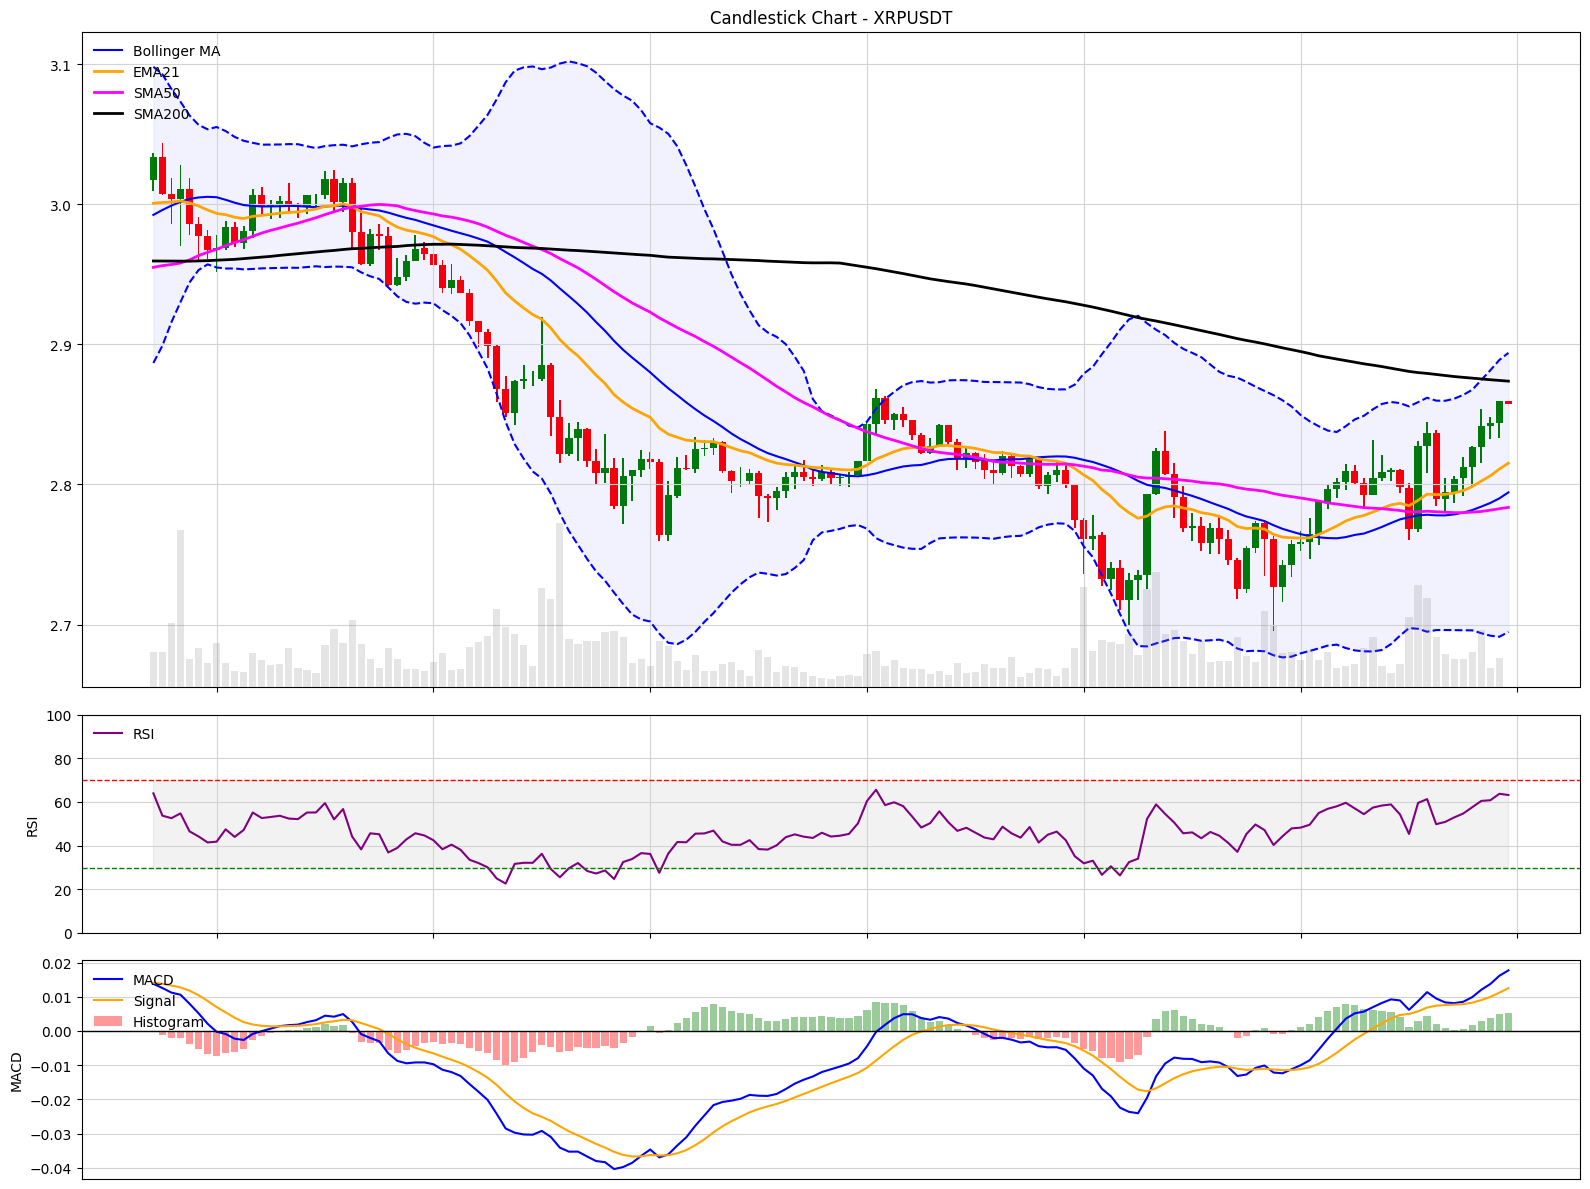 Candlestick Chart - XRPUSDT
Bollinger MA
EMA21
SMA50
SMA200
3.1
3.0
2.9
2.8
2.7
RSI
RSI
100
80
60
40
20
0
MACD
Signal
Histogram
MACD
0.02
0.01
0.00
−0.01
−0.02
−0.03
−0.04